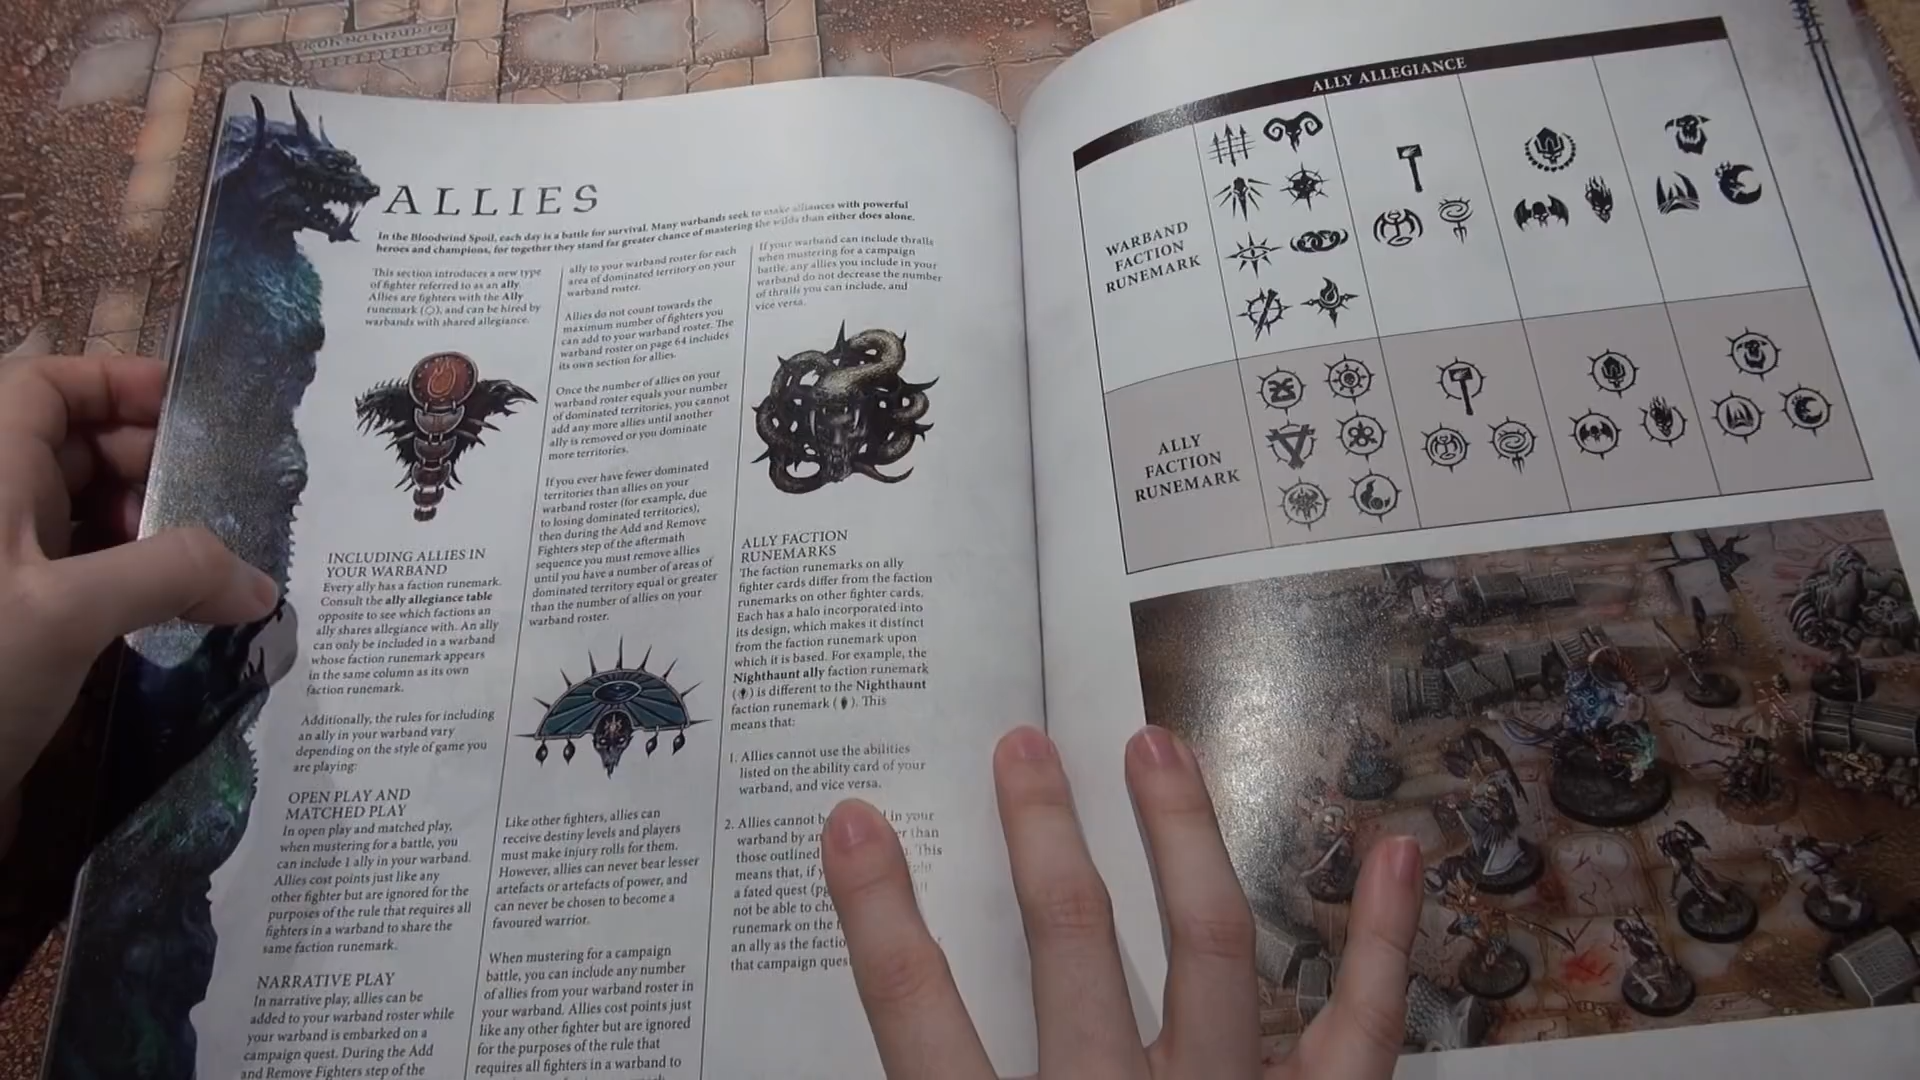 ALLIES
In the Bloodwind Spoil, each day is a battle for survival. Many warbands seek to make alliances with powerful
heroes and champions, for together they stand far greater chance of mastering the wilds than either does alone.
This section introduces a new type
of fighter referred to as an ally.
Allies are fighters with the Ally
runemark (), and can be hired by
warbands with shared allegiance.
INCLUDING ALLIES IN
YOUR WARBAND
Every ally has a faction runemark.
Consult the ally allegiance table
opposite to see which factions an
ally shares allegiance with. An ally
can only be included in a warband
whose faction runemark appears
in the same column as its own
faction runemark.
Additionally, the rules for including
an ally in your warband vary
depending on the style of game you
are playing:
OPEN PLAY AND
MATCHED PLAY
In open play and matched play,
when mustering for a battle, you
can include 1 ally in your warband.
Allies cost points just like any
other fighter but are ignored for the
purposes of the rule that requires all
fighters in a warband to share the
same faction runemark.
NARRATIVE PLAY
In narrative play, allies can be
added to your warband roster while
your warband is embarked on a
campaign quest. During the Add
and Remove Fighters step of the
ally to your warband roster for each
area of dominated territory on your
warband roster.
Allies do not count towards the
maximum number of fighters you
can add to your warband roster. The
warband roster on page 64 includes
its own section for allies.
Once the number of allies on your
warband roster equals your number
of dominated territories, you cannot
add any more allies until another
ally is removed or you dominate
more territories.
If you ever have fewer dominated
territories than allies on your
warband roster (for example, due
to losing dominated territories),
then during the Add and Remove
Fighters step of the aftermath
sequence you must remove allies
until you have a number of areas of
dominated territory equal or greater
than the number of allies on your
warband roster.
Like other fighters, allies can
receive destiny levels and players
must make injury rolls for them.
However, allies can never bear lesser
artefacts or artefacts of power, and
can never be chosen to become a
favoured warrior.
When mustering for a campaign
battle, you can include any number
of allies from your warband roster in
your warband. Allies cost points just
like any other fighter but are ignored
for the purposes of the rule that
requires all fighters in a warband to
If your warband can include thralls
when mustering for a campaign
battle, any allies you include in your
warband do not decrease the number
of thralls you can include, and
vice versa.
ALLY FACTION
RUNEMARKS
The faction runemarks on ally
fighter cards differ from the faction
runemarks on other fighter cards.
Each has a halo incorporated into
its design, which makes it distinct
from the faction runemark upon
which it is based. For example, the
Nighthaunt ally faction runemark
() is different to the Nighthaunt
faction runemark (). This
means that:
1. Allies cannot use the abilities
listed on the ability card of your
warband, and vice versa.
2. Allies cannot in your
warband by than
those outlined This
means that, if
a fated quest
not be able to
runemark on the
an ally as the
that campaign
ALLY ALLEGIANCE
WARBAND
FACTION
RUNEMARK
ALLY
FACTION
RUNEMARK